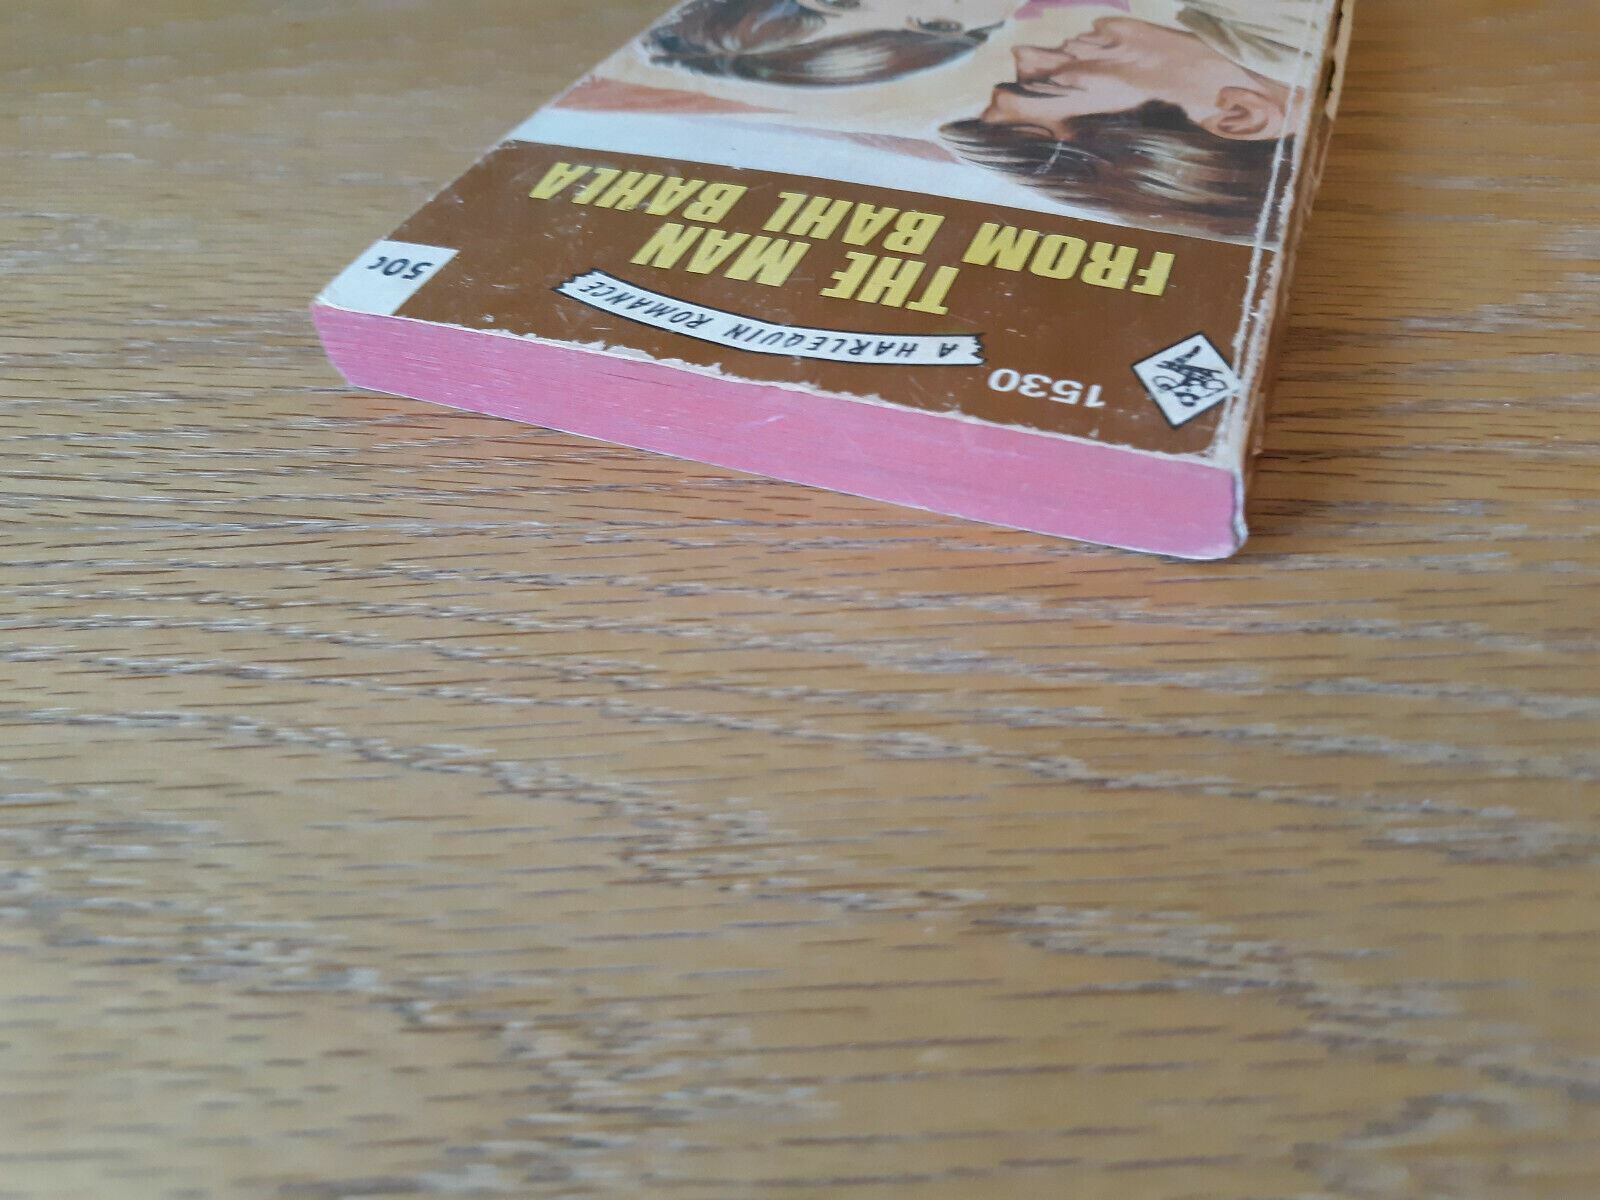 1530
A HARLEQUIN ROMANCE
50¢
THE MAN
FROM BAHL BAHLA